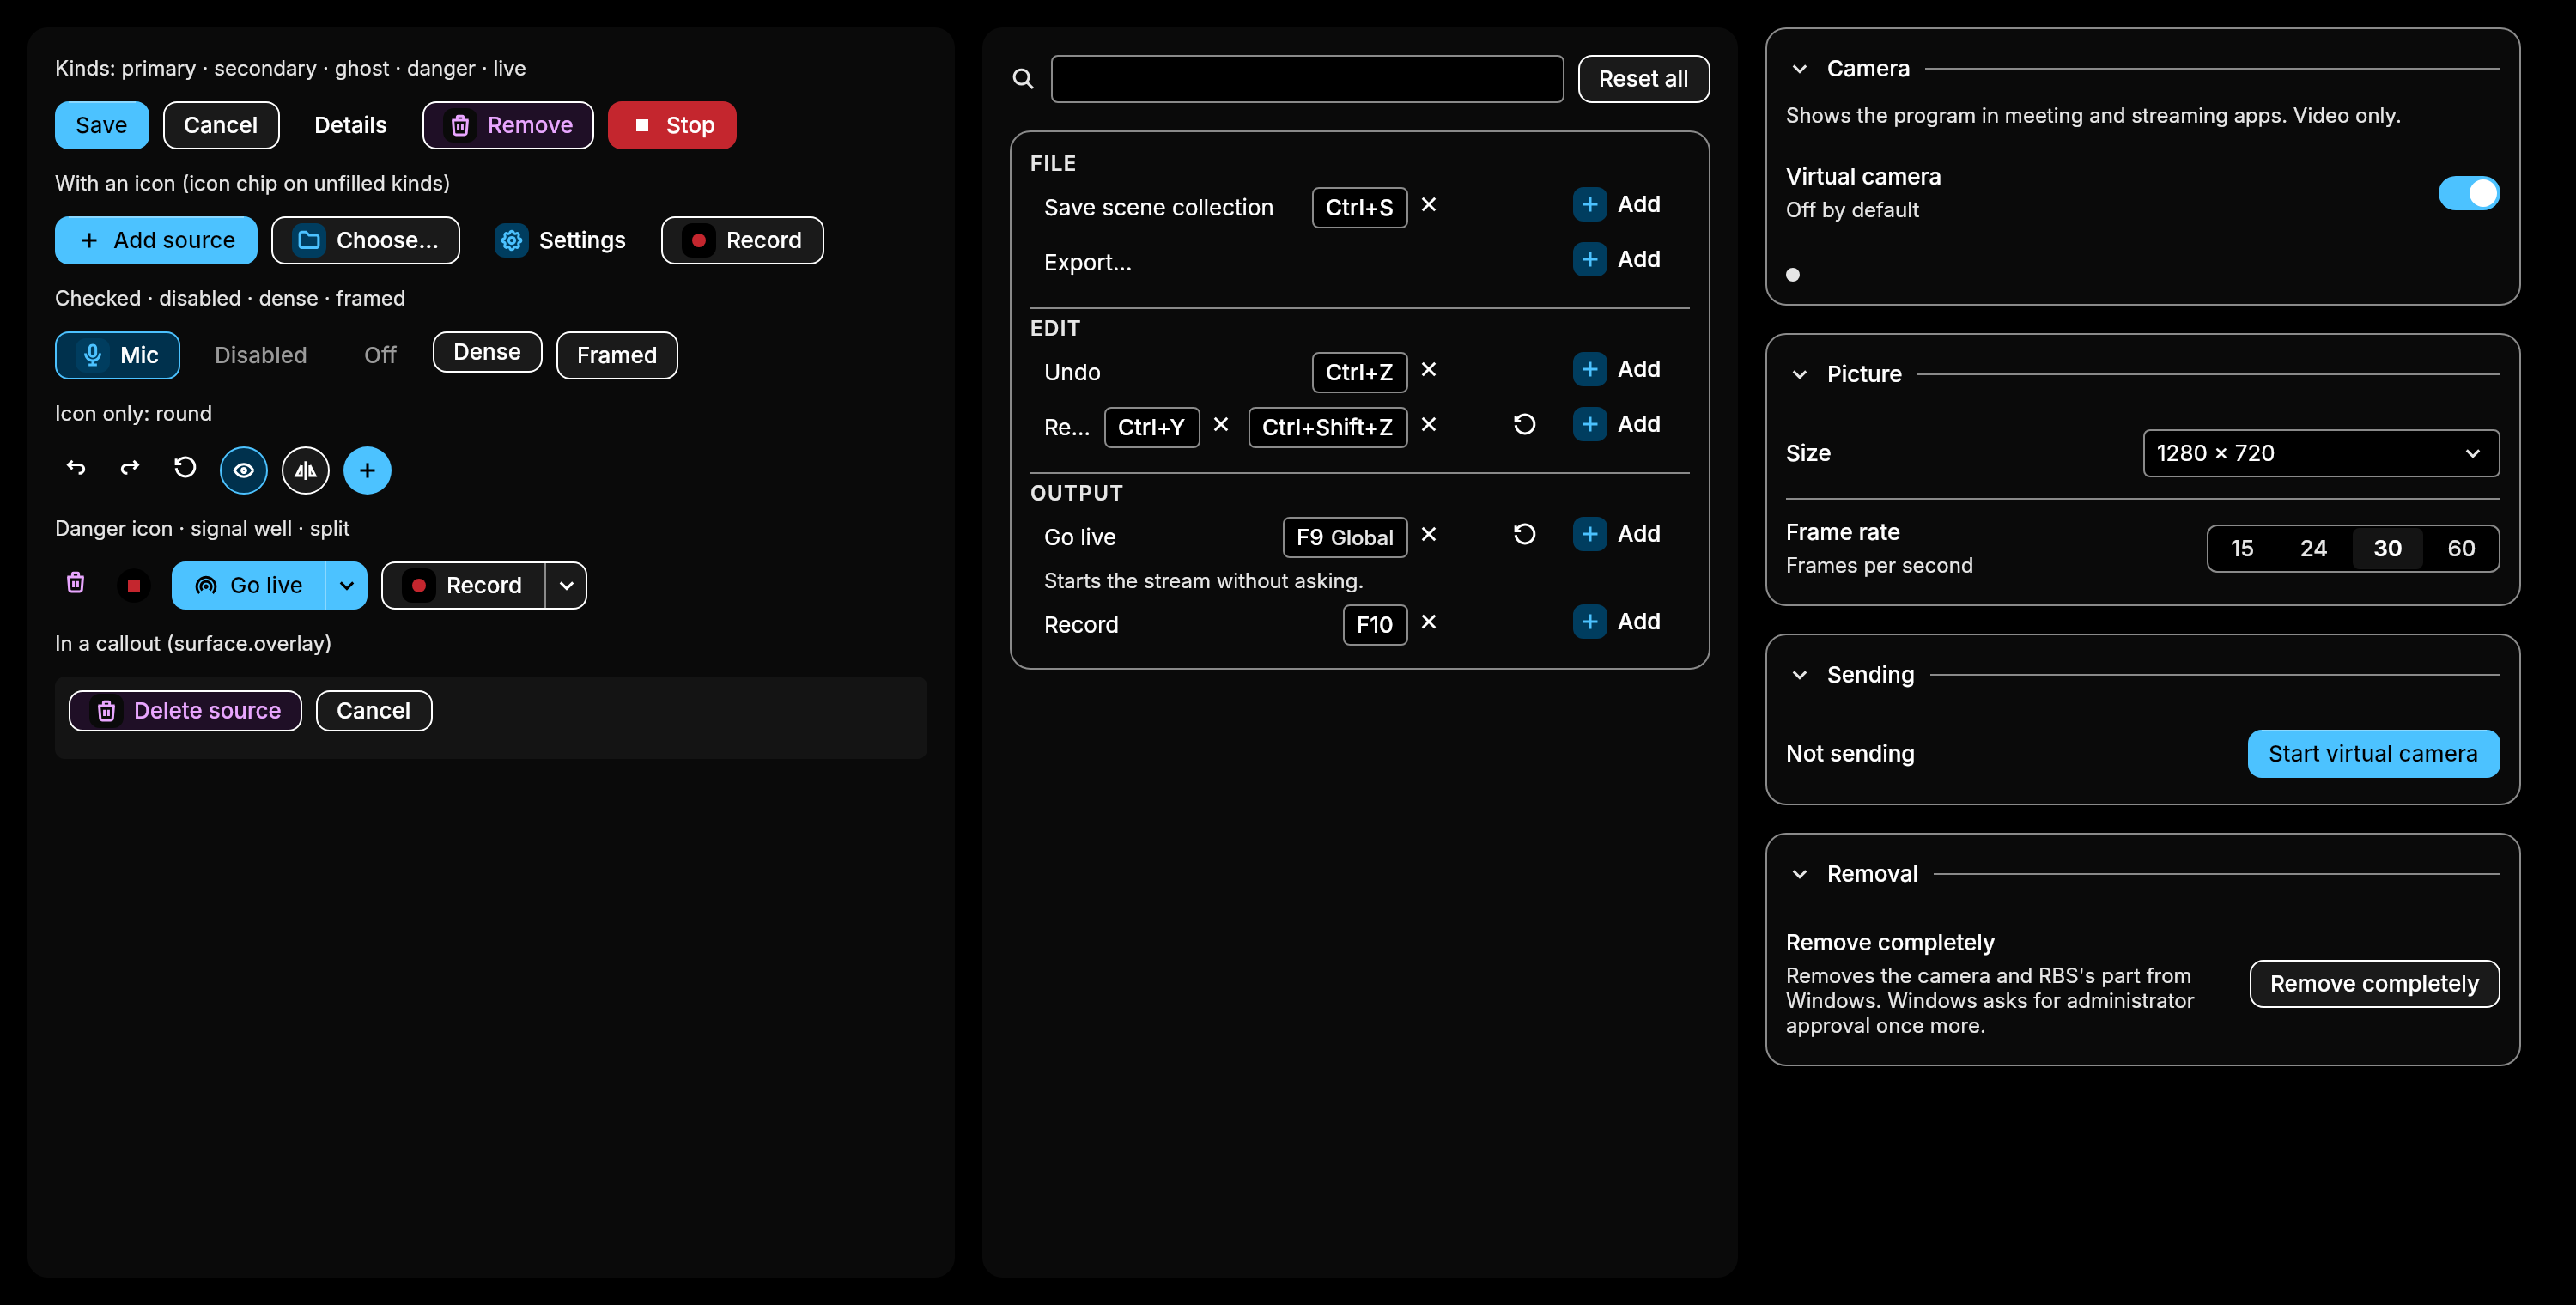 Kinds: primary · secondary · ghost · danger · live
Save Cancel Details Remove Stop
With an icon (icon chip on unfilled kinds)
Add source Choose... Settings Record
Checked · disabled · dense · framed
Mic Disabled Off Dense Framed
Icon only: round
Danger icon · signal well · split
Go live Record
In a callout (surface.overlay)
Delete source Cancel
Reset all
FILE
Save scene collection Ctrl+S Add
Export... Add
EDIT
Undo Ctrl+Z Add
Re... Ctrl+Y Ctrl+Shift+Z Add
OUTPUT
Go live F9 Global Add
Starts the stream without asking.
Record F10 Add
Camera
Shows the program in meeting and streaming apps. Video only.
Virtual camera
Off by default
Picture
Size 1280 × 720
Frame rate
Frames per second
15 24 30 60
Sending
Not sending Start virtual camera
Removal
Remove completely
Removes the camera and RBS's part from
Windows. Windows asks for administrator
approval once more.
Remove completely